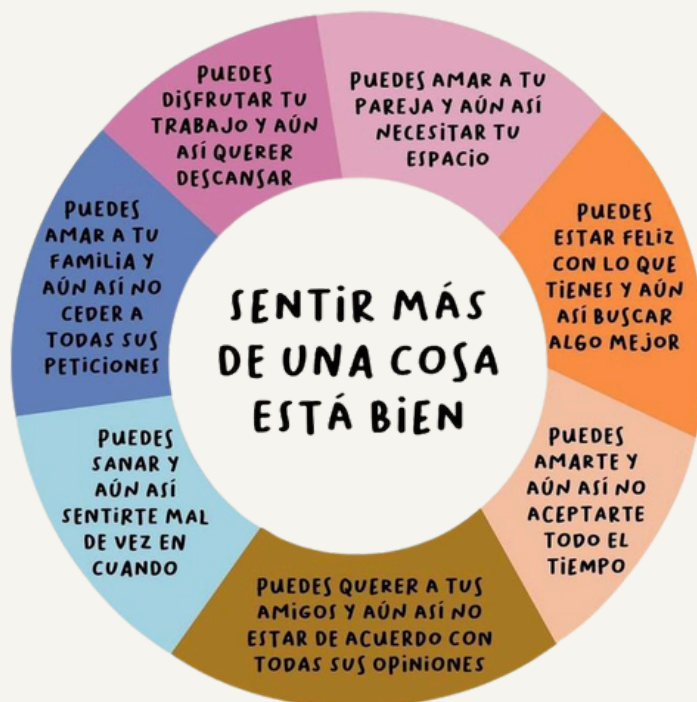 SENTIR MÁS
DE UNA COSA
ESTÁ BIEN
PUEDES AMAR A TU
PAREJA Y AÚN ASÍ
NECESITAR TU
ESPACIO
PUEDES
ESTAR FELIZ
CON LO QUE
TIENES Y AÚN
ASÍ BUSCAR
ALGO MEJOR
PUEDES
AMARTE Y
AÚN ASÍ NO
ACEPTARTE
TODO EL
TIEMPO
PUEDES QUERER A TUS
AMIGOS Y AÚN ASÍ NO
ESTAR DE ACUERDO CON
TODAS SUS OPINIONES
PUEDES
SANAR Y
AÚN ASÍ
SENTIRTE MAL
DE VEZ EN
CUANDO
PUEDES
AMAR A TU
FAMILIA Y
AÚN ASÍ NO
CEDER A
TODAS SUS
PETICIONES
PUEDES
DISFRUTAR TU
TRABAJO Y AÚN
ASÍ QUERER
DESCANSAR